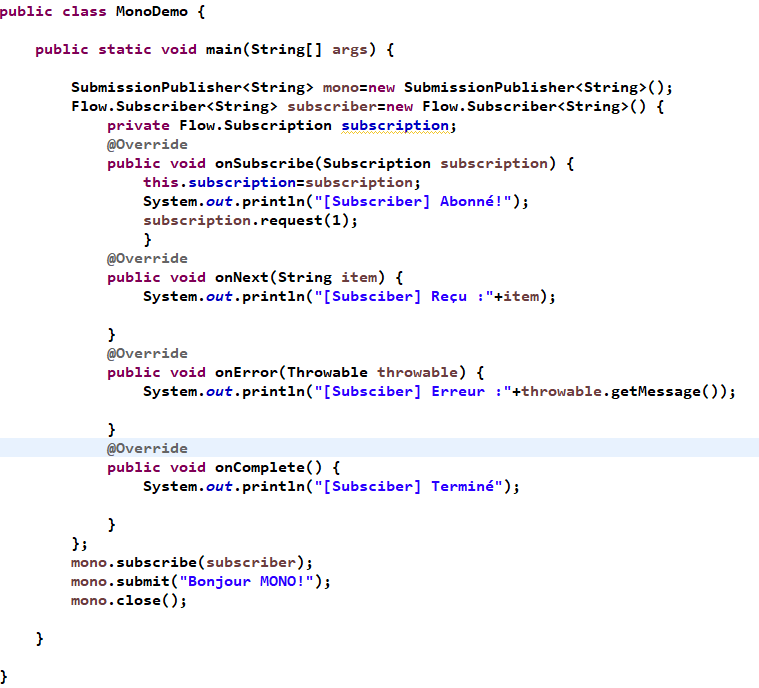 public class MonoDemo {
public static void main(String[] args) {
SubmissionPublisher<String> mono=new SubmissionPublisher<String>();
Flow.Subscriber<String> subscriber=new Flow.Subscriber<String>() {
private Flow.Subscription subscription;
@Override
public void onSubscribe(Subscription subscription) {
this.subscription=subscription;
System.out.println("[Subscriber] Abonné!");
subscription.request(1);
}
@Override
public void onNext(String item) {
System.out.println("[Subsciber] Reçu :"+item);
}
@Override
public void onError(Throwable throwable) {
System.out.println("[Subsciber] Erreur :"+throwable.getMessage());
}
@Override
public void onComplete() {
System.out.println("[Subsciber] Terminé");
}
};
mono.subscribe(subscriber);
mono.submit("Bonjour MONO!");
mono.close();
}
}